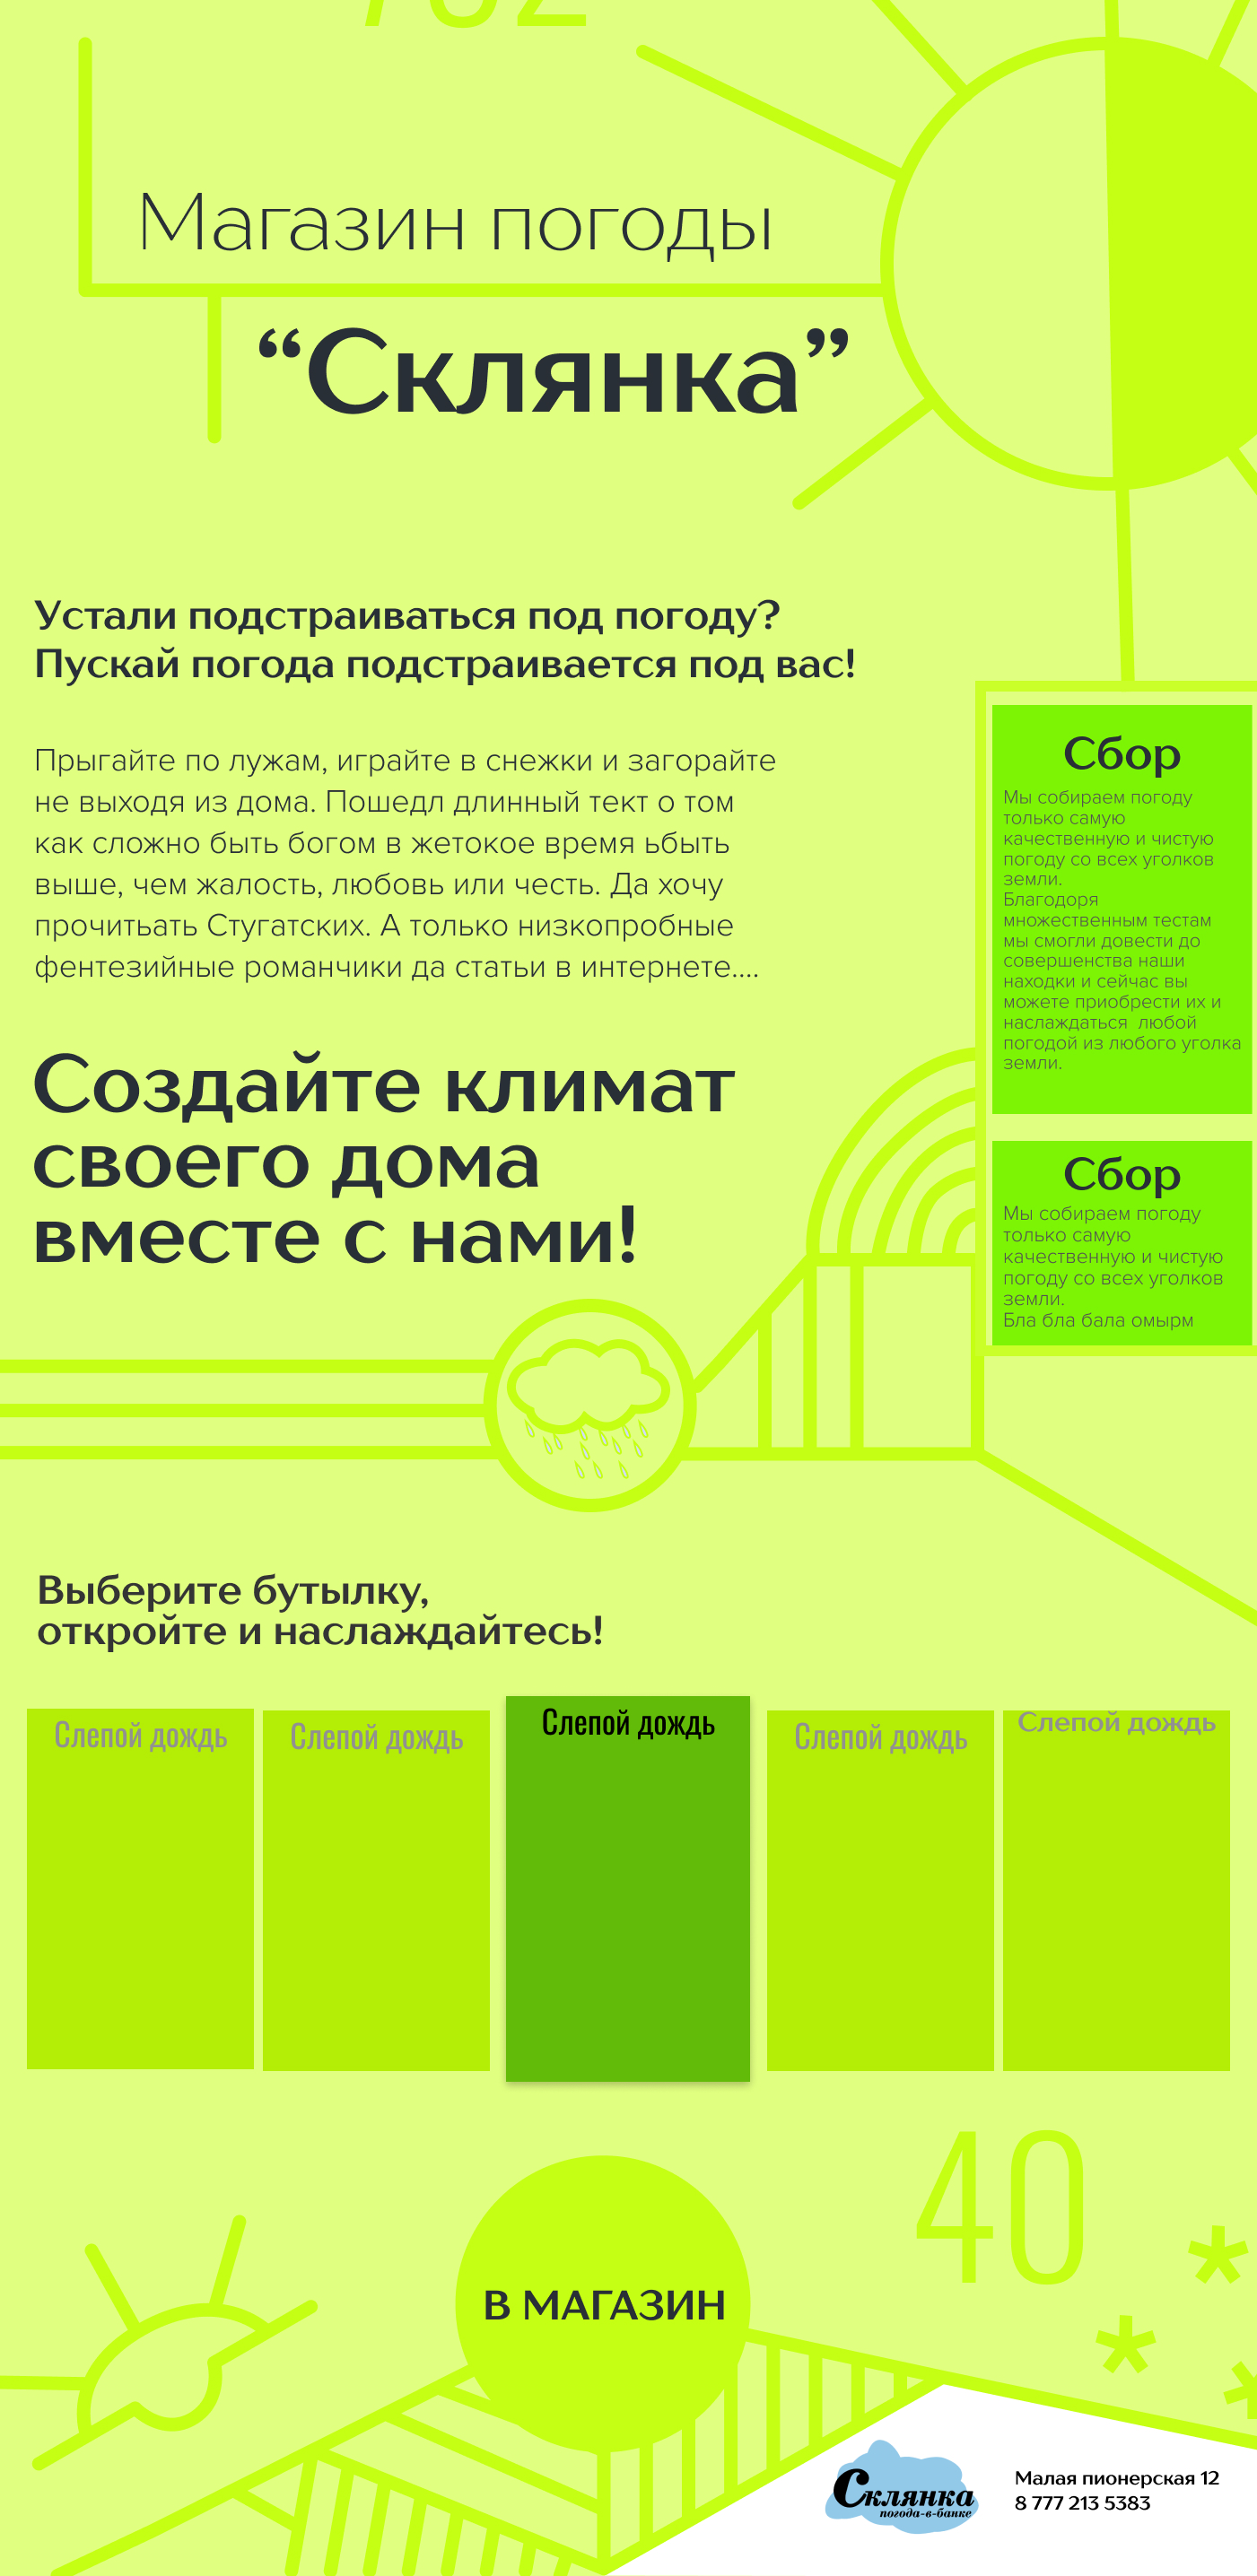 Магазин погоды
“Склянка”
Устали подстраиваться под погоду?
Пускай погода подстраивается под вас!
Прыгайте по лужам, играйте в снежки и загорайте
не выходя из дома. Пошедл длинный тект о том
как сложно быть богом в жетокое время ьбыть
выше, чем жалость, любовь или честь. Да хочу
прочитьать Стугатских. А только низкопробные
фентезийные романчики да статьи в интернете....
Сбор
Мы собираем погоду
только самую
качественную и чистую
погоду со всех уголков
земли.
Благодоря
множественным тестам
мы смогли довести до
совершенства наши
находки и сейчас вы
можете приобрести их и
наслаждаться  любой
погодой из любого уголка
земли.
Создайте климат
своего дома
вместе с нами!
Сбор
Мы собираем погоду
только самую
качественную и чистую
погоду со всех уголков
земли.
Бла бла бала омырм
Выберите бутылку,
откройте и наслаждайтесь!
Слепой дождь
Слепой дождь
Слепой дождь
Слепой дождь
Слепой дождь
40
В МАГАЗИН
Склянка
погода-в-банке
Малая пионерская 12
8 777 213 5383